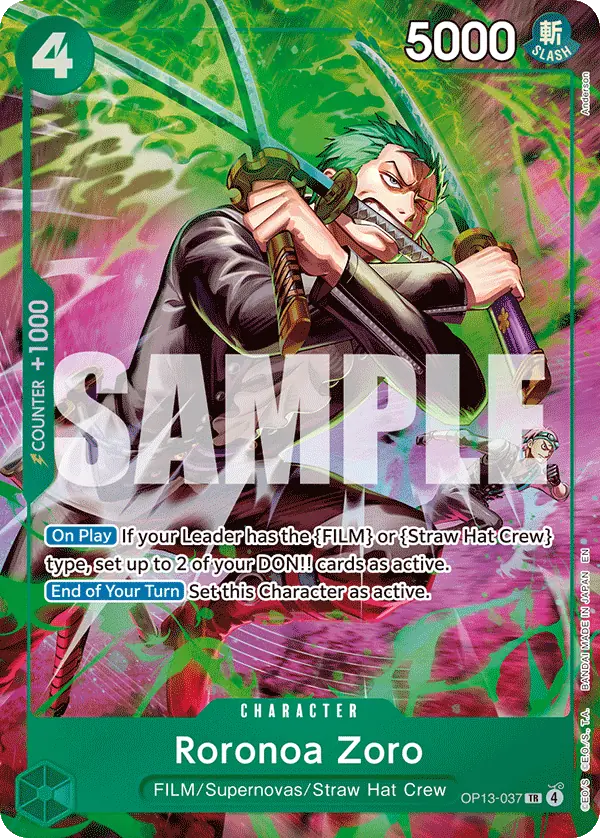 4
5000
斬
SLASH
Anderson
COUNTER +1000
SAMPLE
On Play If your Leader has the {FILM} or {Straw Hat Crew}
type, set up to 2 of your DON!! cards as active.
End of Your Turn Set this Character as active.
CHARACTER
Roronoa Zoro
FILM/Supernovas/Straw Hat Crew
OP13-037 TR 4
©E.O/S. ©E.O./S., T.A. BANDAI MADE IN JAPAN EN